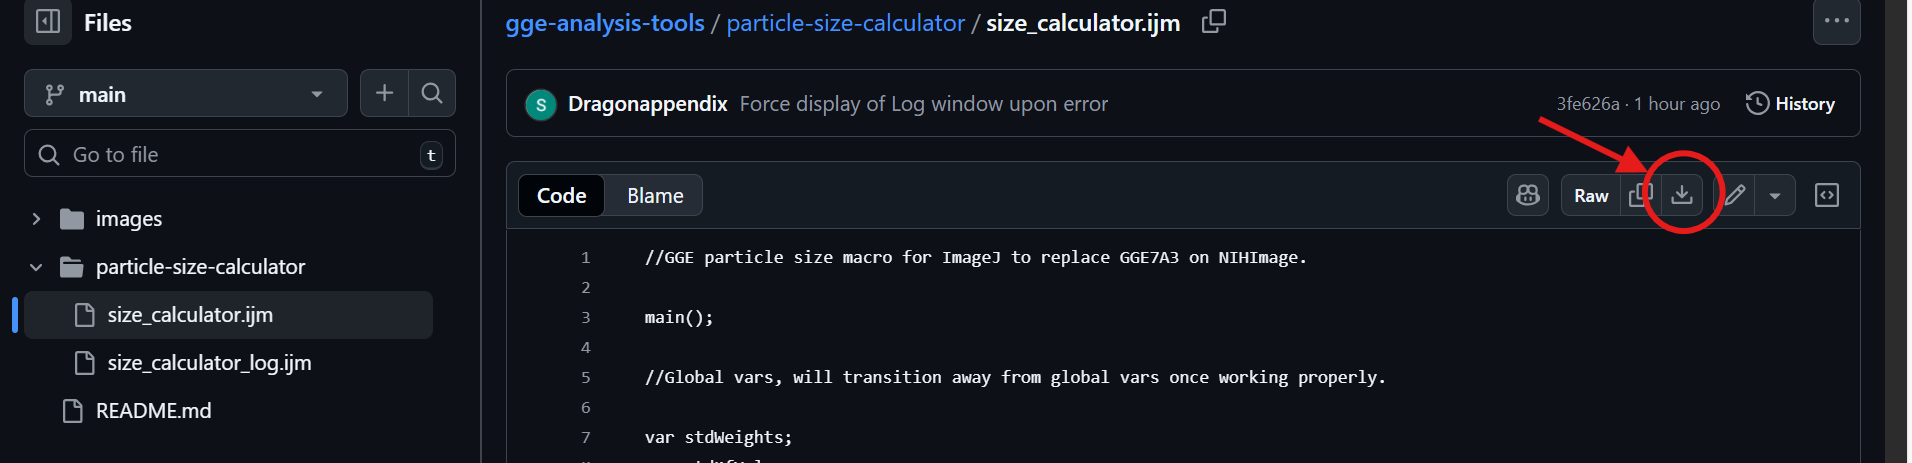 Files
main
Go to file
t
images
particle-size-calculator
size_calculator.ijm
size_calculator_log.ijm
README.md
gge-analysis-tools / particle-size-calculator / size_calculator.ijm
S Dragonappendix Force display of Log window upon error 3fe626a · 1 hour ago History
Code Blame Raw
1 //GGE particle size macro for ImageJ to replace GGE7A3 on NIHImage.
2
3 main();
4
5 //Global vars, will transition away from global vars once working properly.
6
7 var stdWeights;